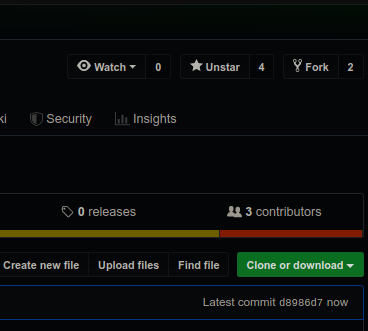 Watch 0 Unstar 4 Fork 2
ki Security Insights
0 releases 3 contributors
Create new file Upload files Find file Clone or download
Latest commit d8986d7 now